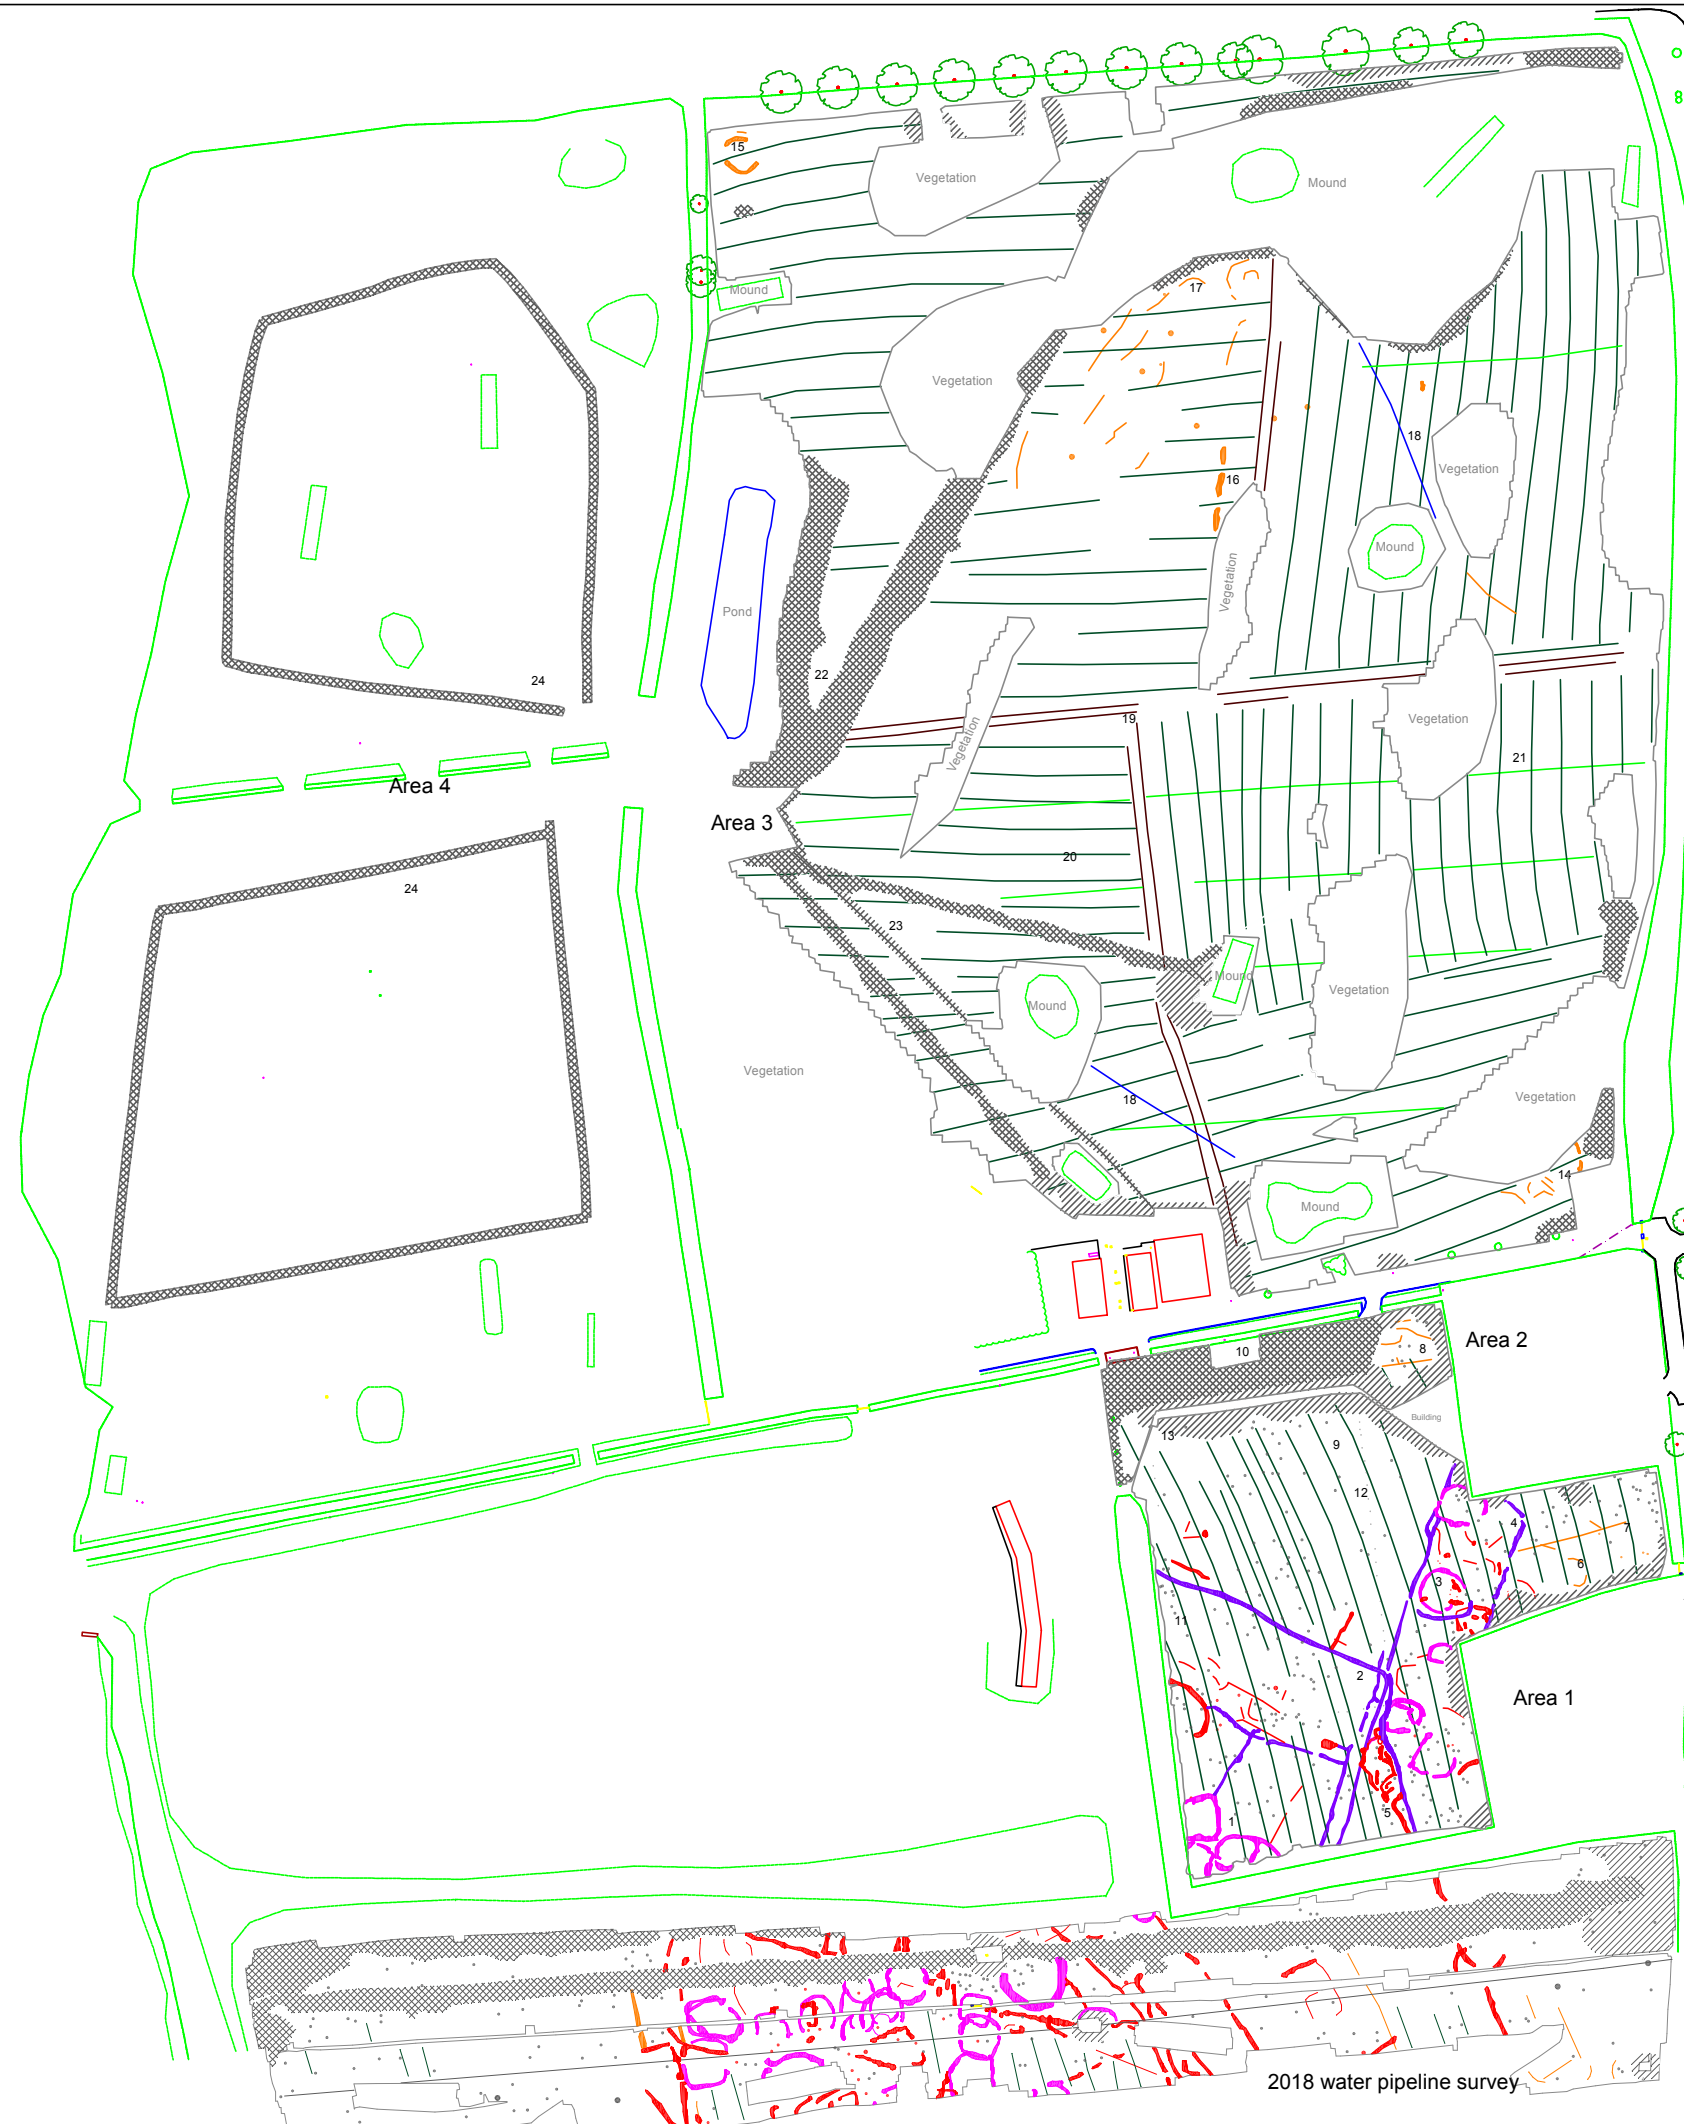 8
15
Vegetation
Mound
Mound
17
Vegetation
18
Vegetation
16
Mound
Vegetation
Pond
22
24
19
Vegetation
Vegetation
21
Area 4
Area 3
20
24
23
Mound
Mound
Vegetation
Vegetation
18
Vegetation
14
Mound
Area 2
10
8
Building
13
9
12
4
7
6
3
11
2
Area 1
1
5
2018 water pipeline survey